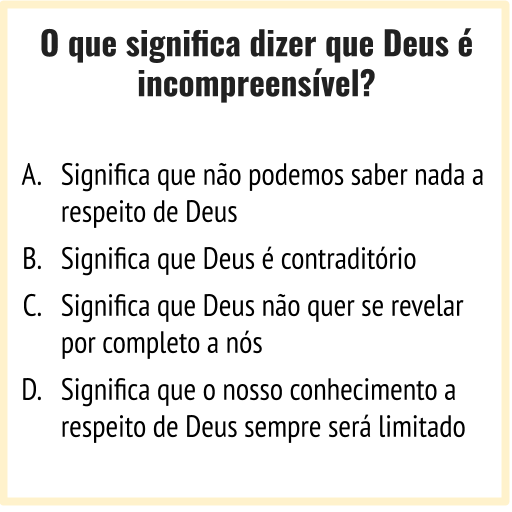 O que significa dizer que Deus é
incompreensível?
A. Significa que não podemos saber nada a
respeito de Deus
B. Significa que Deus é contraditório
C. Significa que Deus não quer se revelar
por completo a nós
D. Significa que o nosso conhecimento a
respeito de Deus sempre será limitado